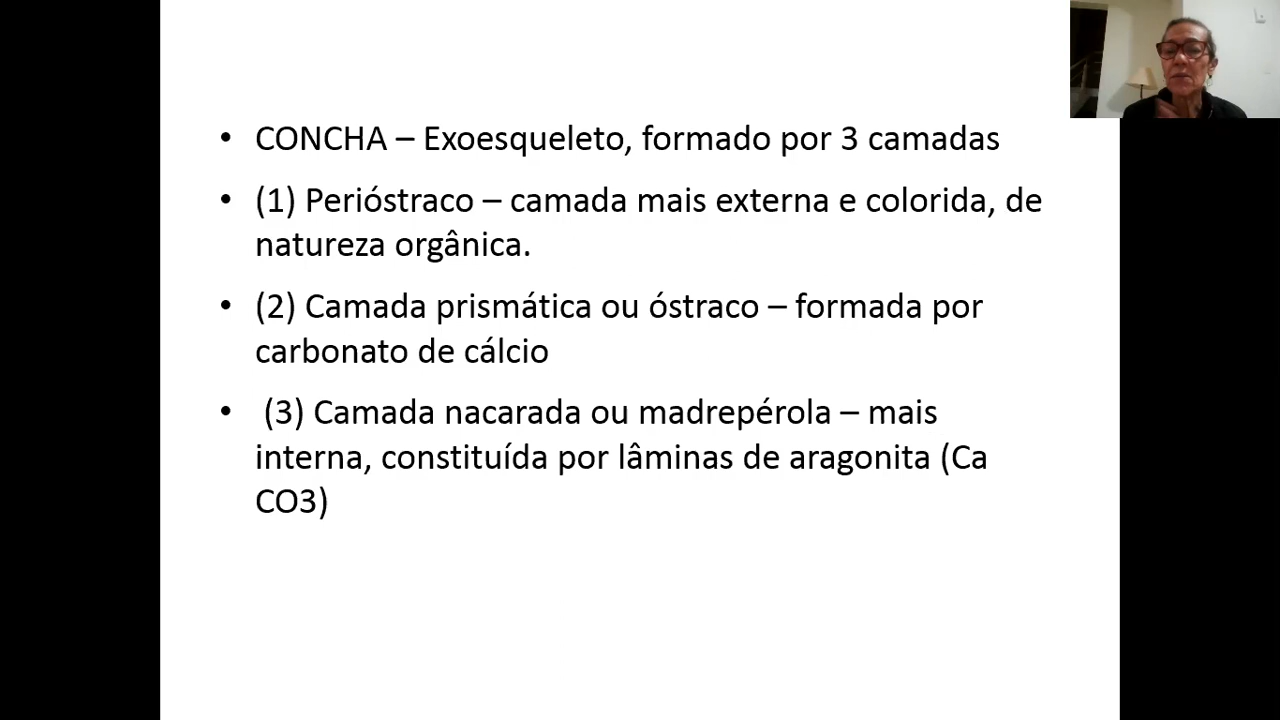 • CONCHA – Exoesqueleto, formado por 3 camadas
• (1) Perióstraco – camada mais externa e colorida, de
natureza orgânica.
• (2) Camada prismática ou óstraco – formada por
carbonato de cálcio
• (3) Camada nacarada ou madrepérola – mais
interna, constituída por lâminas de aragonita (Ca
CO3)